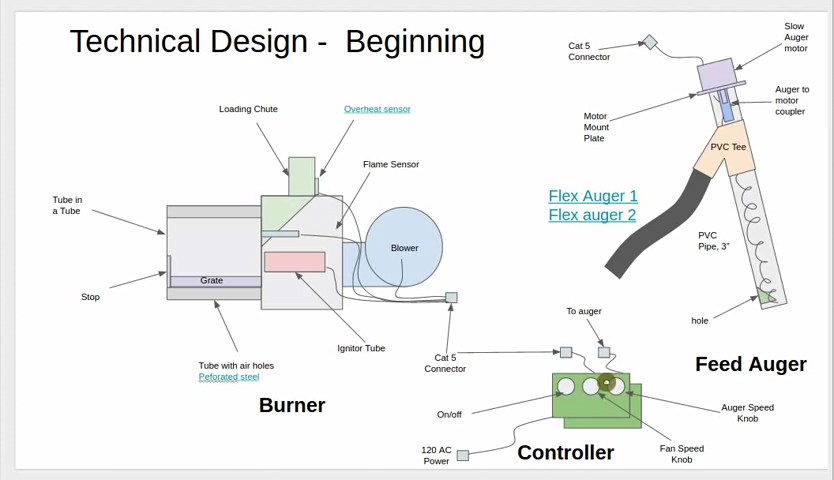 Technical Design -  Beginning
Cat 5
Connector
Slow
Auger
motor
Loading Chute
Overheat sensor
Motor
Mount
Plate
Auger to
motor
coupler
PVC Tee
Flame Sensor
Tube in
a Tube
Flex Auger 1
Flex auger 2
Blower
PVC
Pipe, 3"
Grate
Stop
hole
To auger
Ignitor Tube
Cat 5
Connector
Tube with air holes
Peforated steel
Feed Auger
Burner
On/off
Auger Speed
Knob
120 AC
Power
Controller
Fan Speed
Knob